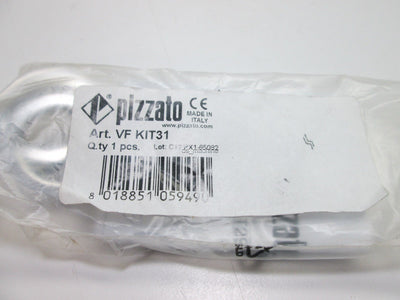 pizzato CE
MADE IN
ITALY
www.pizzato.com
Art. VF KIT31
Q.ty 1 pcs.
8 018851 059490